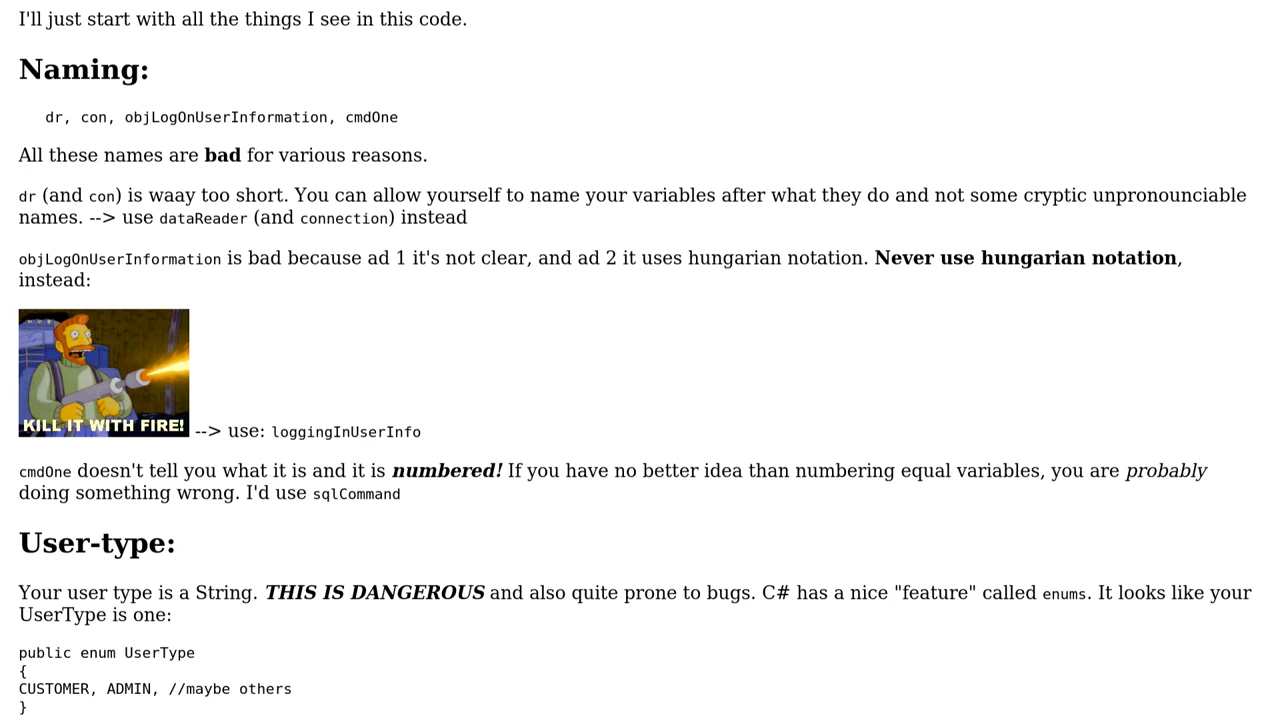 I'll just start with all the things I see in this code.
Naming:
dr, con, objLogOnUserInformation, cmdOne
All these names are bad for various reasons.
dr (and con) is waay too short. You can allow yourself to name your variables after what they do and not some cryptic unpronounciable
names. --> use dataReader (and connection) instead
objLogOnUserInformation is bad because ad 1 it's not clear, and ad 2 it uses hungarian notation. Never use hungarian notation,
instead:
KILL IT WITH FIRE!
--> use: loggingInUserInfo
cmdOne doesn't tell you what it is and it is numbered! If you have no better idea than numbering equal variables, you are probably
doing something wrong. I'd use sqlCommand
User-type:
Your user type is a String. THIS IS DANGEROUS and also quite prone to bugs. C# has a nice "feature" called enums. It looks like your
UserType is one:
public enum UserType
{
CUSTOMER, ADMIN, //maybe others
}